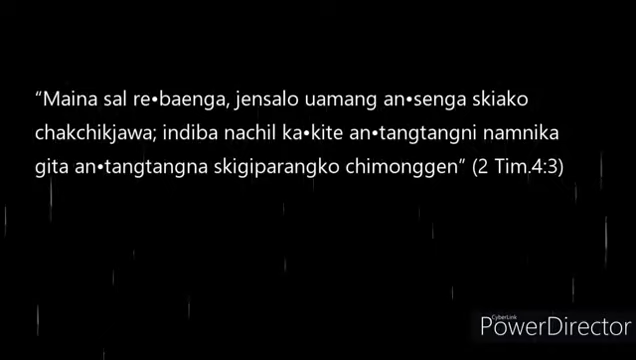 “Maina sal re•baenga, jensalo uamang an•senga skiako
chakchikjawa; indiba nachil ka•kite an•tangtangni namnika
gita an•tangtangna skigiparangko chimonggen” (2 Tim.4:3)
CyberLink
PowerDirector